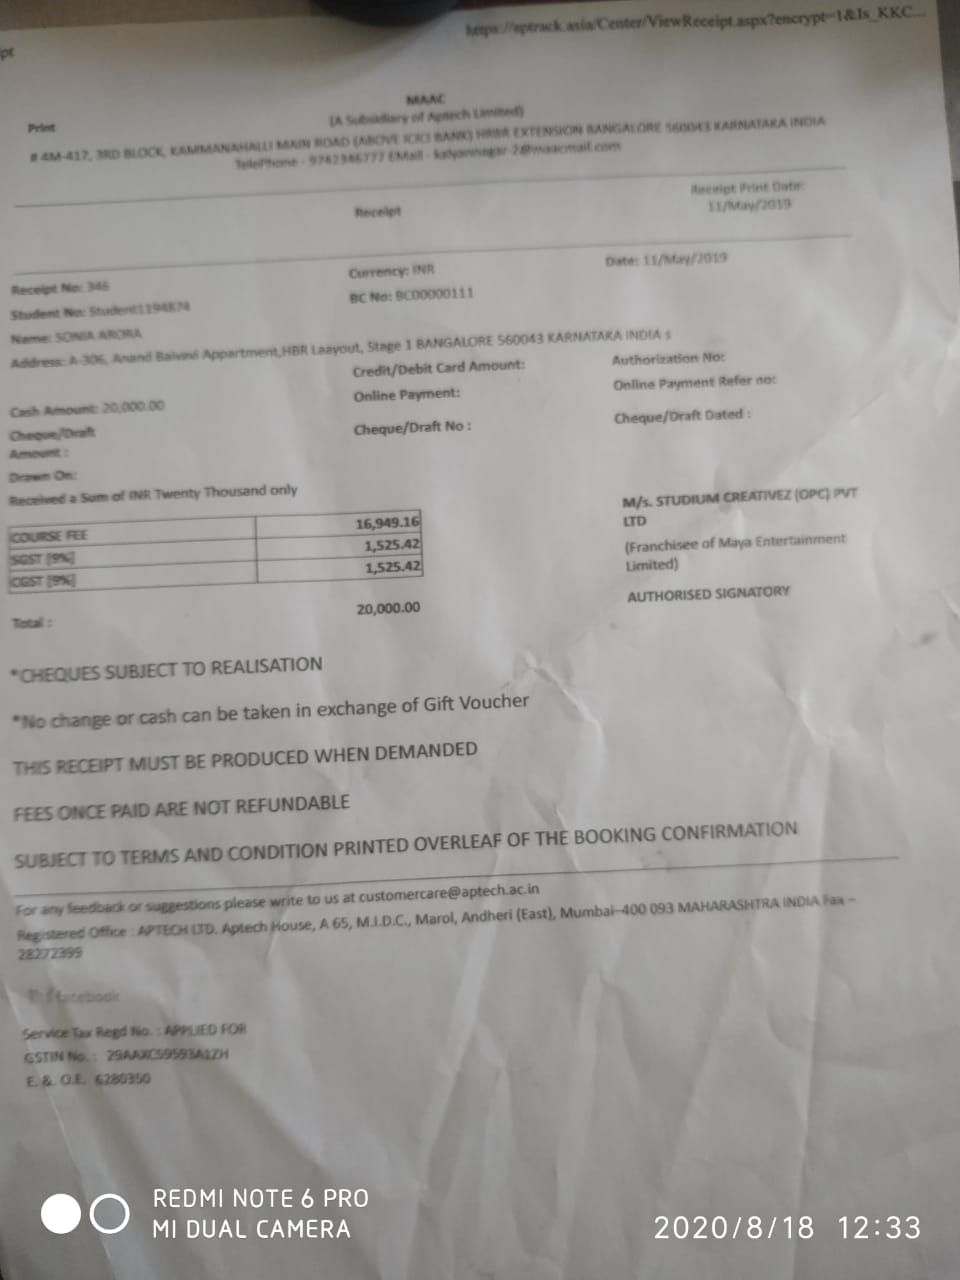 https://aptrack.asia/Center/ViewReceipt.aspx?encrypt=1&Is_KKC...
pt
MAAC
Print
(A Subsidiary of Aptech Limited)
# 4M-417, 3RD BLOCK, KAMMANAHALLI MAIN ROAD (ABOVE ICICI BANK) HRBR EXTENSION BANGALORE 560043 KARNATAKA INDIA
TelePhone - 9742346777 EMail - kalyannagar-2@maacmail.com
Receipt
Receipt Print Date:
11/May/2019
Receipt No: 346
Currency: INR
Date: 11/May/2019
Student No: Student1194874
BC No: BC00000111
Name: SONIA ARORA
Address: A-306, Anand Baivavi Appartment,HBR Laayout, Stage 1 BANGALORE 560043 KARNATAKA INDIA s
Credit/Debit Card Amount:
Authorization No:
Cash Amount: 20,000.00
Online Payment:
Online Payment Refer no:
Cheque/Draft
Amount :
Cheque/Draft No :
Cheque/Draft Dated :
Drawn On:
Received a Sum of INR Twenty Thousand only
M/s. STUDIUM CREATIVEZ (OPC) PVT
LTD
(Franchisee of Maya Entertainment
Limited)
AUTHORISED SIGNATORY
COURSE FEE 16,949.16
SGST [9%] 1,525.42
CGST [9%] 1,525.42
Total : 20,000.00
*CHEQUES SUBJECT TO REALISATION
*No change or cash can be taken in exchange of Gift Voucher
THIS RECEIPT MUST BE PRODUCED WHEN DEMANDED
FEES ONCE PAID ARE NOT REFUNDABLE
SUBJECT TO TERMS AND CONDITION PRINTED OVERLEAF OF THE BOOKING CONFIRMATION
For any feedback or suggestions please write to us at customercare@aptech.ac.in
Registered Office : APTECH LTD. Aptech House, A 65, M.I.D.C., Marol, Andheri (East), Mumbai–400 093 MAHARASHTRA INDIA Fax –
28272399
facebook
Service Tax Regd No. : APPLIED FOR
GSTIN No. : 29AAXCS9593A1ZH
E. &. O.E. 6280350
REDMI NOTE 6 PRO
MI DUAL CAMERA
2020/8/18 12:33